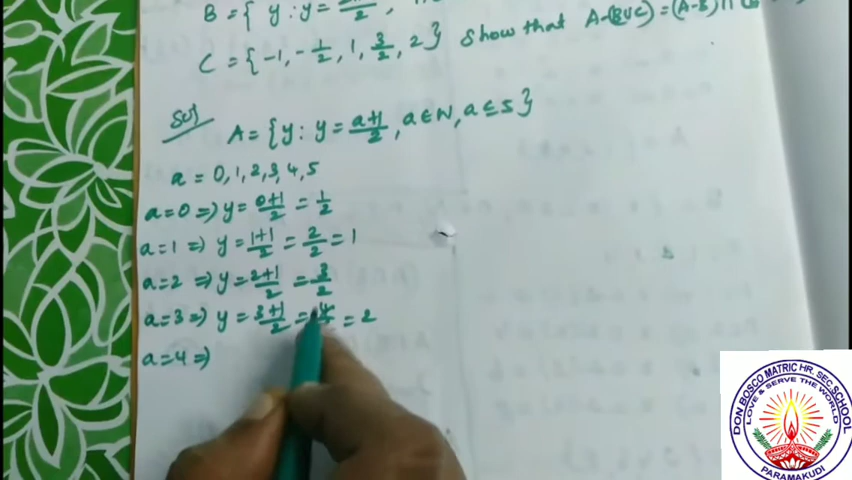 B = { y : y =
C = {-1, -1/2, 1, 3/2, 2} Show that A-(BUC) = (A-B)∩
Sol
A = {y : y = a+1/2, a∈N, a≤5}
a = 0, 1, 2, 3, 4, 5
a=0 => y = 0+1/2 = 1/2
a=1 => y = 1+1/2 = 2/2 = 1
a=2 => y = 2+1/2 = 3/2
a=3 => y = 3+1/2 = = 2
a=4 =>
DON BOSCO MATRIC HR. SEC. SCHOOL
LOVE & SERVE THE WORLD
PARAMAKUDI